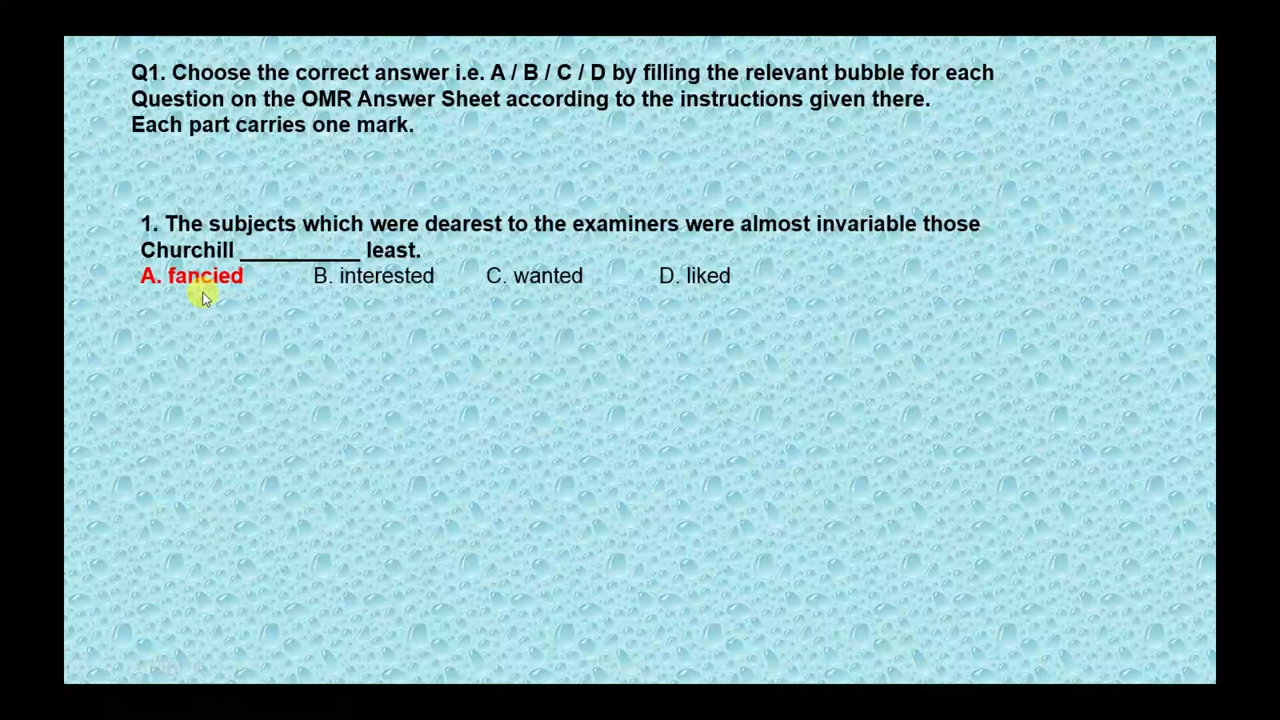 Q1. Choose the correct answer i.e. A / B / C / D by filling the relevant bubble for each
Question on the OMR Answer Sheet according to the instructions given there.
Each part carries one mark.
1. The subjects which were dearest to the examiners were almost invariable those
Churchill __________ least.
A. fancied B. interested C. wanted D. liked